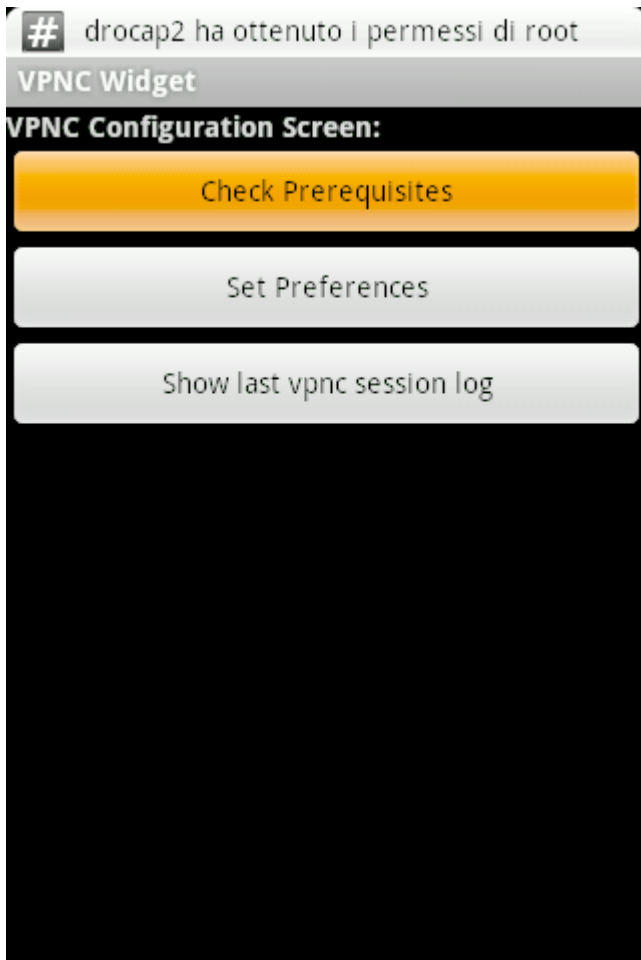 # drocap2 ha ottenuto i permessi di root
VPNC Widget
VPNC Configuration Screen:
Check Prerequisites
Set Preferences
Show last vpnc session log